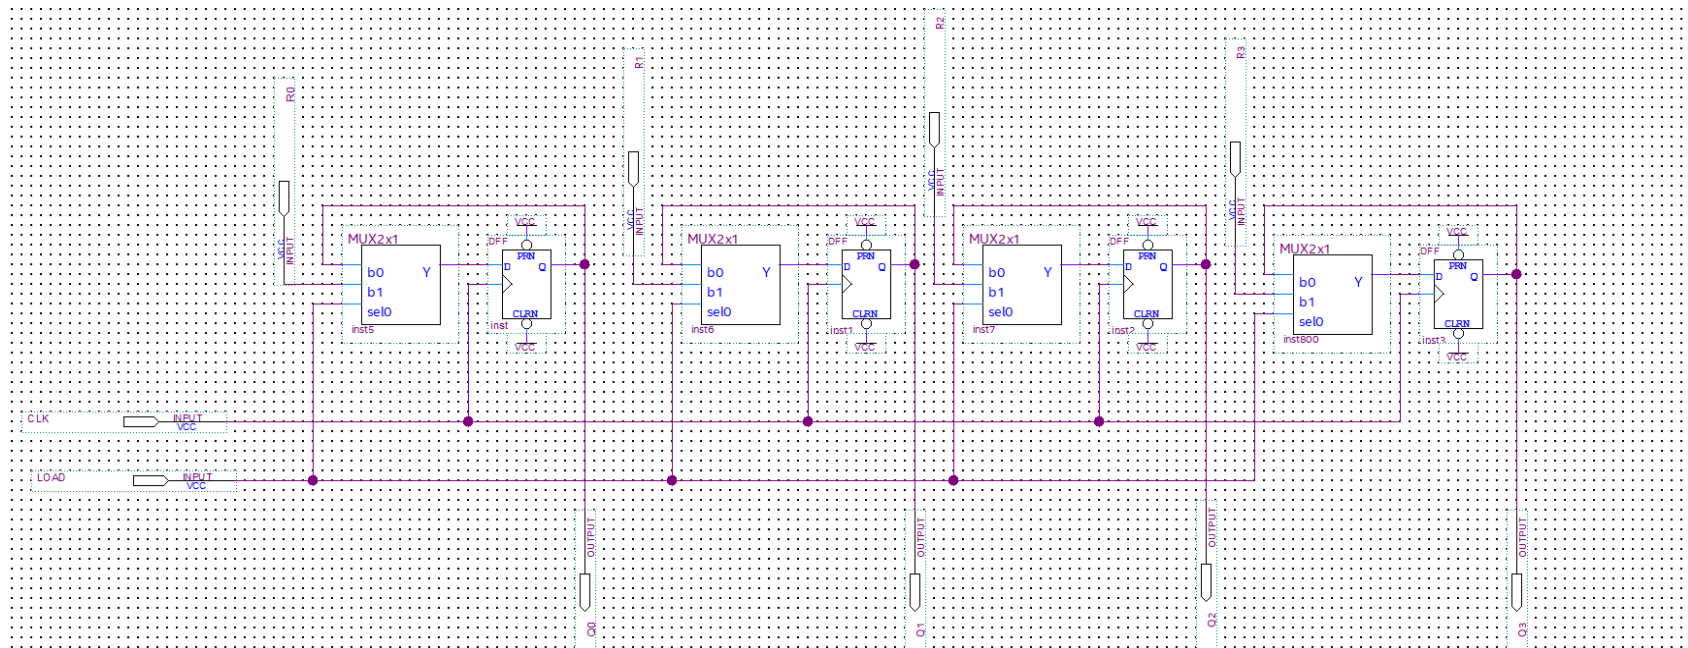 R0
VCC
INPUT
MUX2x1
b0
b1
sel0
Y
inst5
VCC
DFF
PRN
D
Q
CLRN
inst
VCC
R1
VCC
INPUT
MUX2x1
b0
b1
sel0
Y
inst6
VCC
DFF
PRN
D
Q
CLRN
inst1
VCC
R2
VCC
INPUT
MUX2x1
b0
b1
sel0
Y
inst7
VCC
DFF
PRN
D
Q
CLRN
inst2
VCC
R3
VCC
INPUT
MUX2x1
b0
b1
sel0
Y
inst800
VCC
DFF
PRN
D
Q
CLRN
inst3
VCC
CLK
INPUT
VCC
LOAD
INPUT
VCC
OUTPUT
Q0
OUTPUT
Q1
OUTPUT
Q2
OUTPUT
Q3